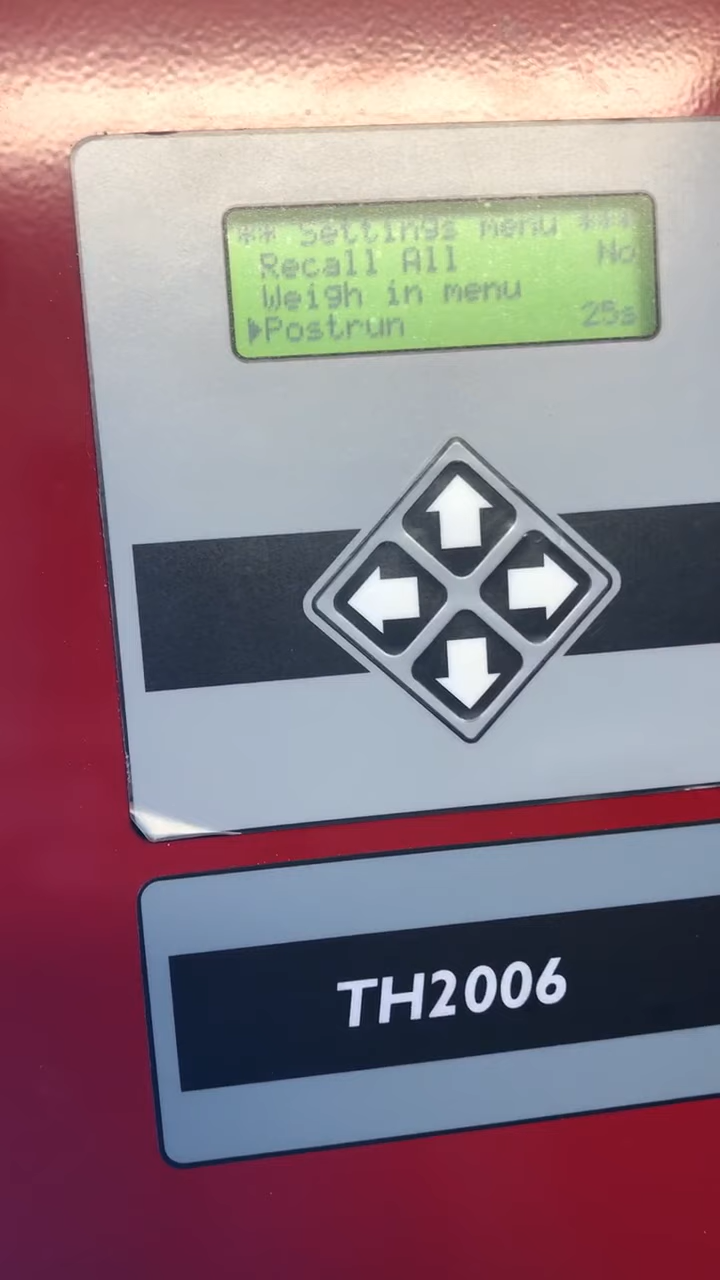 ** Settings menu ***
Recall All No
Weigh in menu
Postrun 25s
TH2006